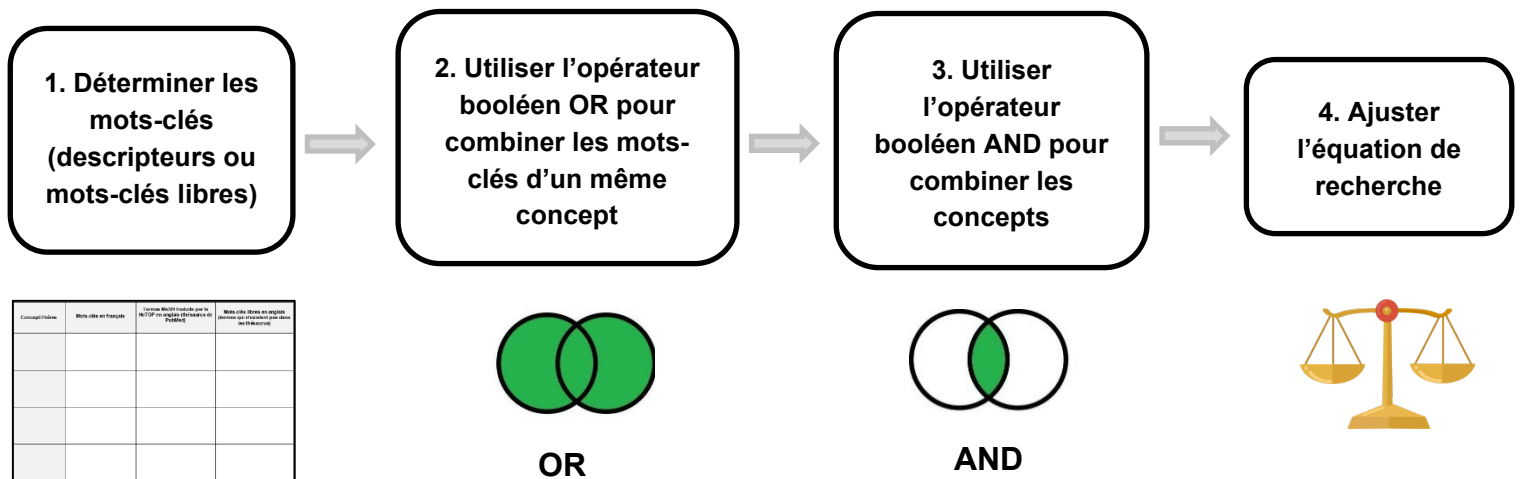 1. Déterminer les
mots-clés
(descripteurs ou
mots-clés libres)
2. Utiliser l’opérateur
booléen OR pour
combiner les mots-
clés d’un même
concept
3. Utiliser
l’opérateur
booléen AND pour
combiner les
concepts
4. Ajuster
l’équation de
recherche
Concept/Thème
Mots-clés en français
Termes MeSH traduits par le
HeTOP en anglais (thésaurus de
PubMed)
Mots-clés libres en anglais
(termes qui n'existent pas dans
les thésaurus)
OR
AND